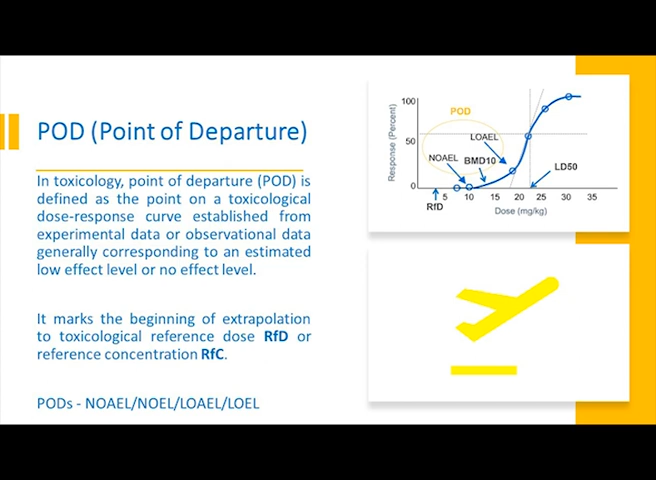 POD (Point of Departure)
In toxicology, point of departure (POD) is
defined as the point on a toxicological
dose-response curve established from
experimental data or observational data
generally corresponding to an estimated
low effect level or no effect level.
It marks the beginning of extrapolation
to toxicological reference dose RfD or
reference concentration RfC.
PODs - NOAEL/NOEL/LOAEL/LOEL
Response (Percent)
100
50
0
POD
LOAEL
NOAEL
BMD10
LD50
RfD
5 7.5 10 15 20 25 30 35
Dose (mg/kg)